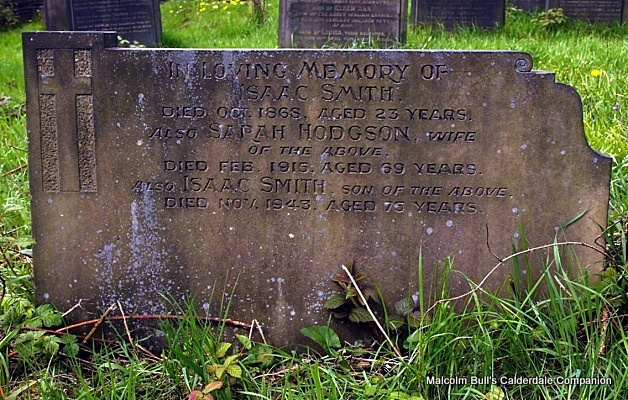 IN LOVING MEMORY OF
ISAAC SMITH.
DIED OCT. 1868, AGED 23 YEARS.
ALSO SARAH HODGSON, WIFE
OF THE ABOVE.
DIED FEB. 1915, AGED 69 YEARS.
ALSO ISAAC SMITH, SON OF THE ABOVE.
DIED NOV. 1943, AGED 75 YEARS.
Malcolm Bull's Calderdale Companion